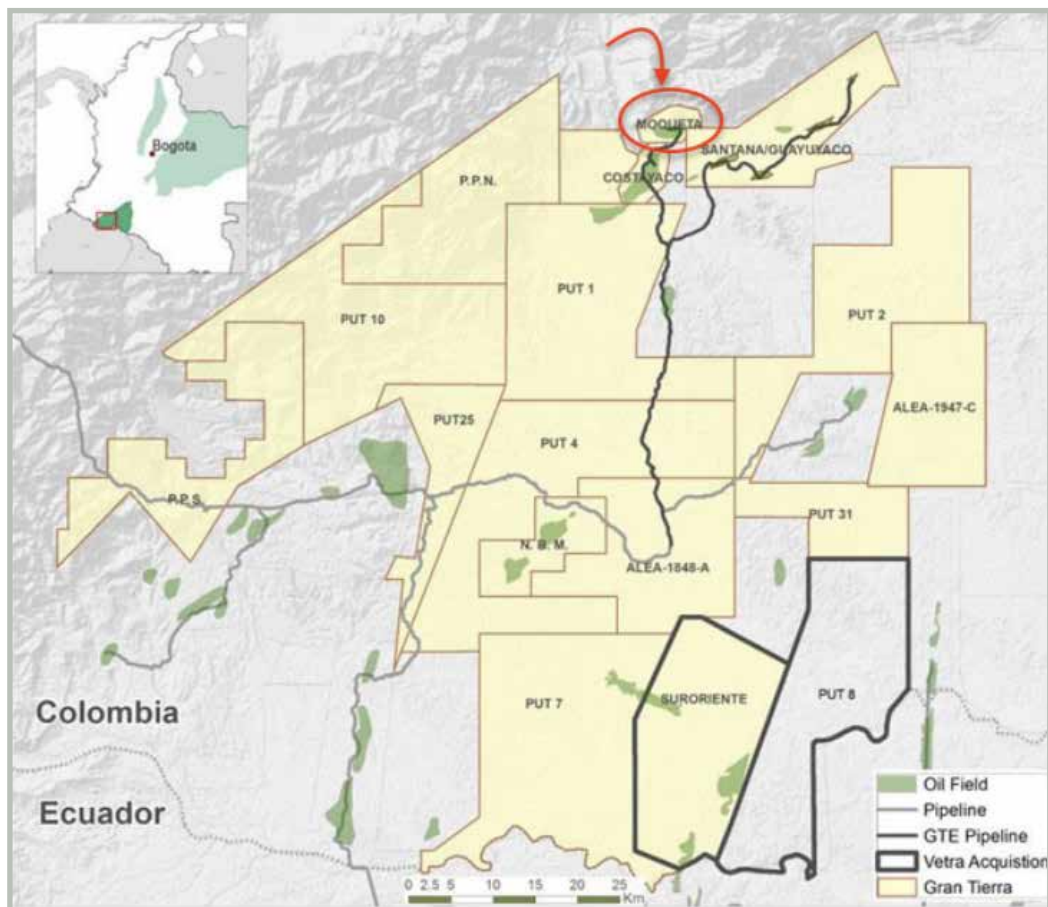 Bogota
MOQUETA
SANTANA/GUAYUYACO
COSTAYACO
P.P.N.
PUT 1
PUT 10
PUT 2
ALEA-1947-C
PUT25
PUT 4
P.P.S.
PUT 31
N. B. M.
ALEA-1848-A
PUT 7
SURORIENTE
PUT 8
Colombia
Ecuador
Oil Field
Pipeline
GTE Pipeline
Vetra Acquistion
Gran Tierra
0 2.5 5 10 15 20 25
Km